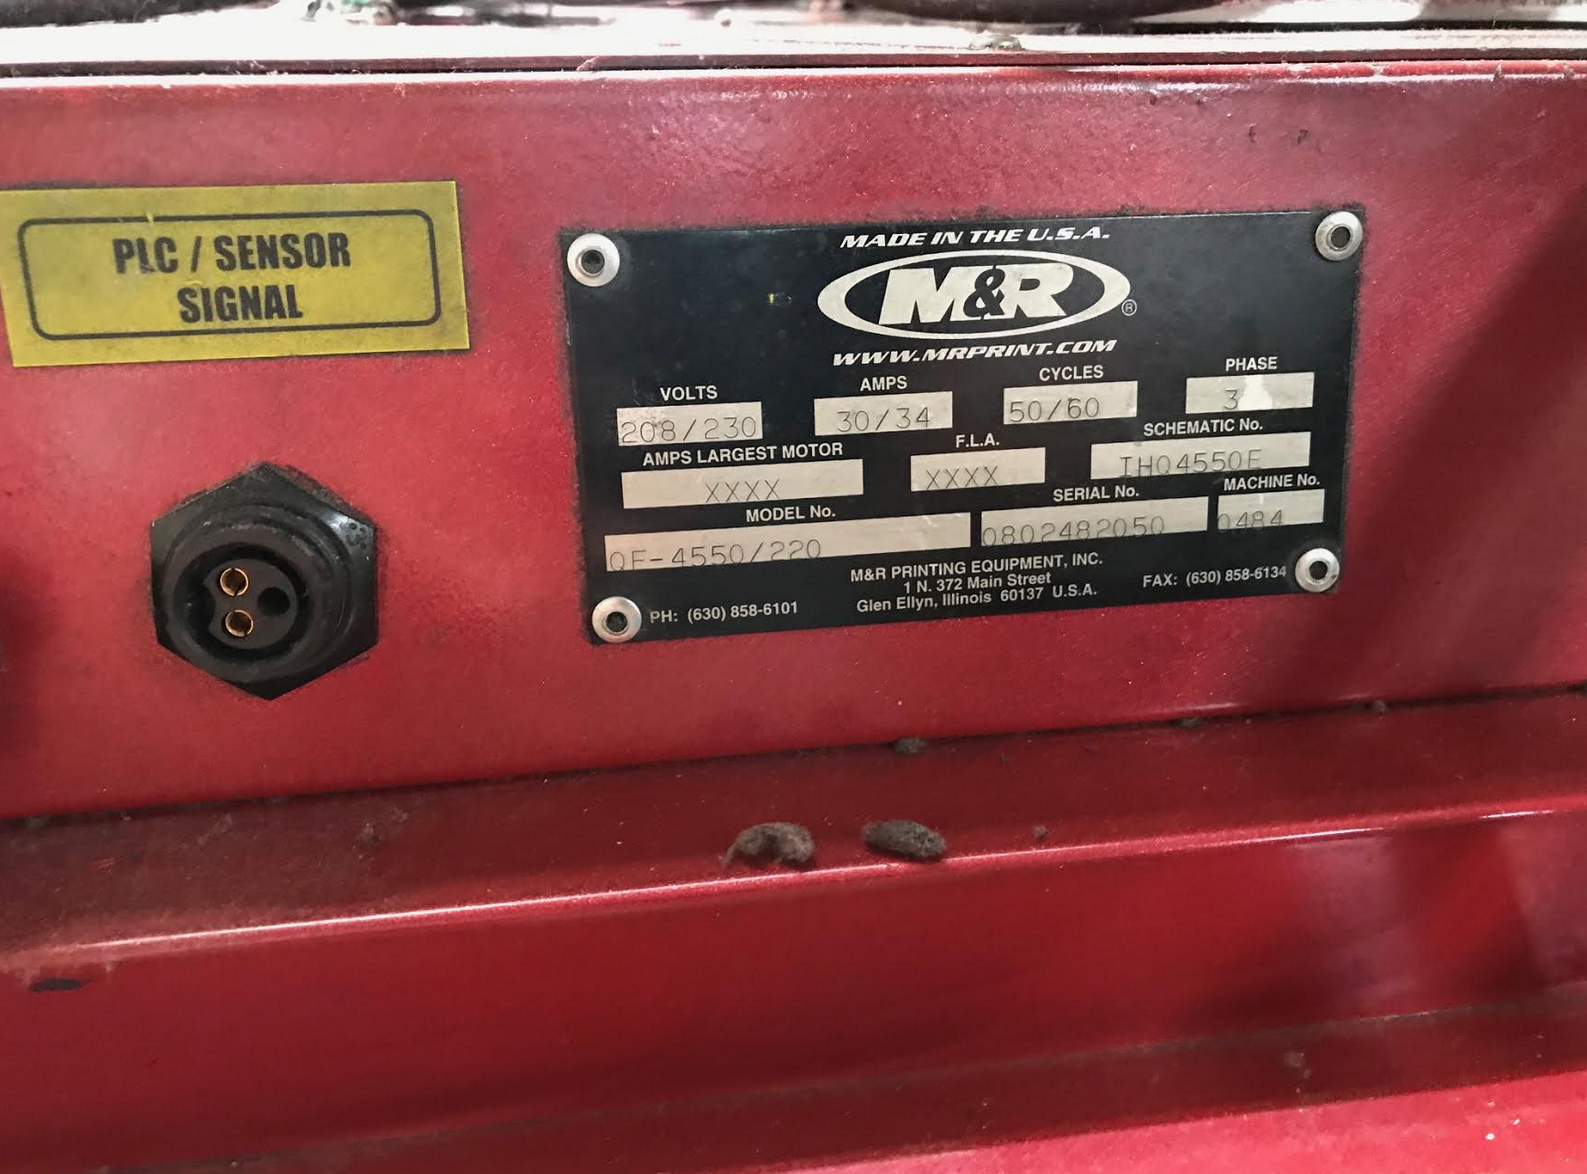 PLC / SENSOR
SIGNAL
MADE IN THE U.S.A.
M&R®
WWW.MRPRINT.COM
VOLTS AMPS CYCLES PHASE
208/230 30/34 50/60 3
AMPS LARGEST MOTOR F.L.A. SCHEMATIC No.
XXXX XXXX IHQ4550E
MODEL No. SERIAL No. MACHINE No.
QF-4550/220 0802482050 0484
M&R PRINTING EQUIPMENT, INC.
1 N. 372 Main Street
PH: (630) 858-6101 Glen Ellyn, Illinois 60137 U.S.A. FAX: (630) 858-6134